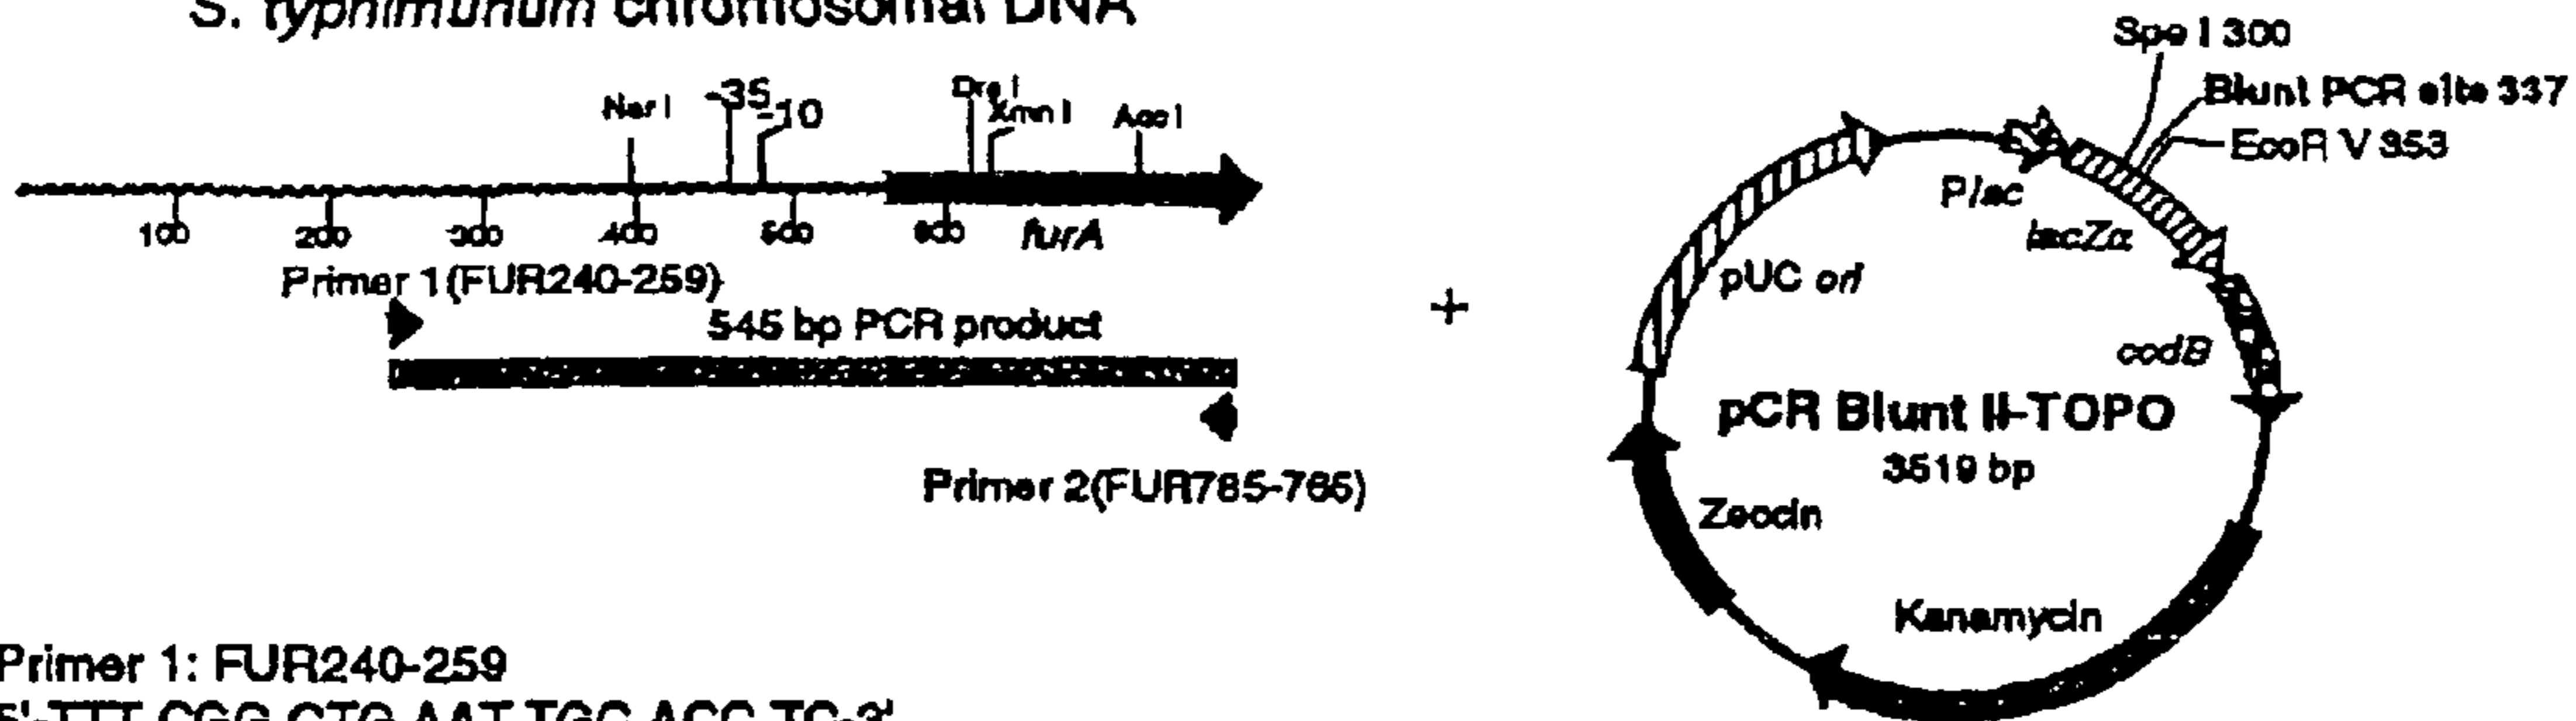 S. typhimurium chromosomal DNA
Nar I
-35
-10
Dra I
Xmn I
Acc I
100
200
300
400
500
600
furA
Primer 1(FUR240-259)
545 bp PCR product
Primer 2(FUR785-765)
+
Spe I 300
Blunt PCR site 337
EcoR V 353
Plac
lacZα
pUC ori
ccdB
pCR Blunt II-TOPO
3519 bp
Zeocin
Kanamycin
Primer 1: FUR240-259
5'-TTT CGG CTG AAT TGC ACC TC-3'